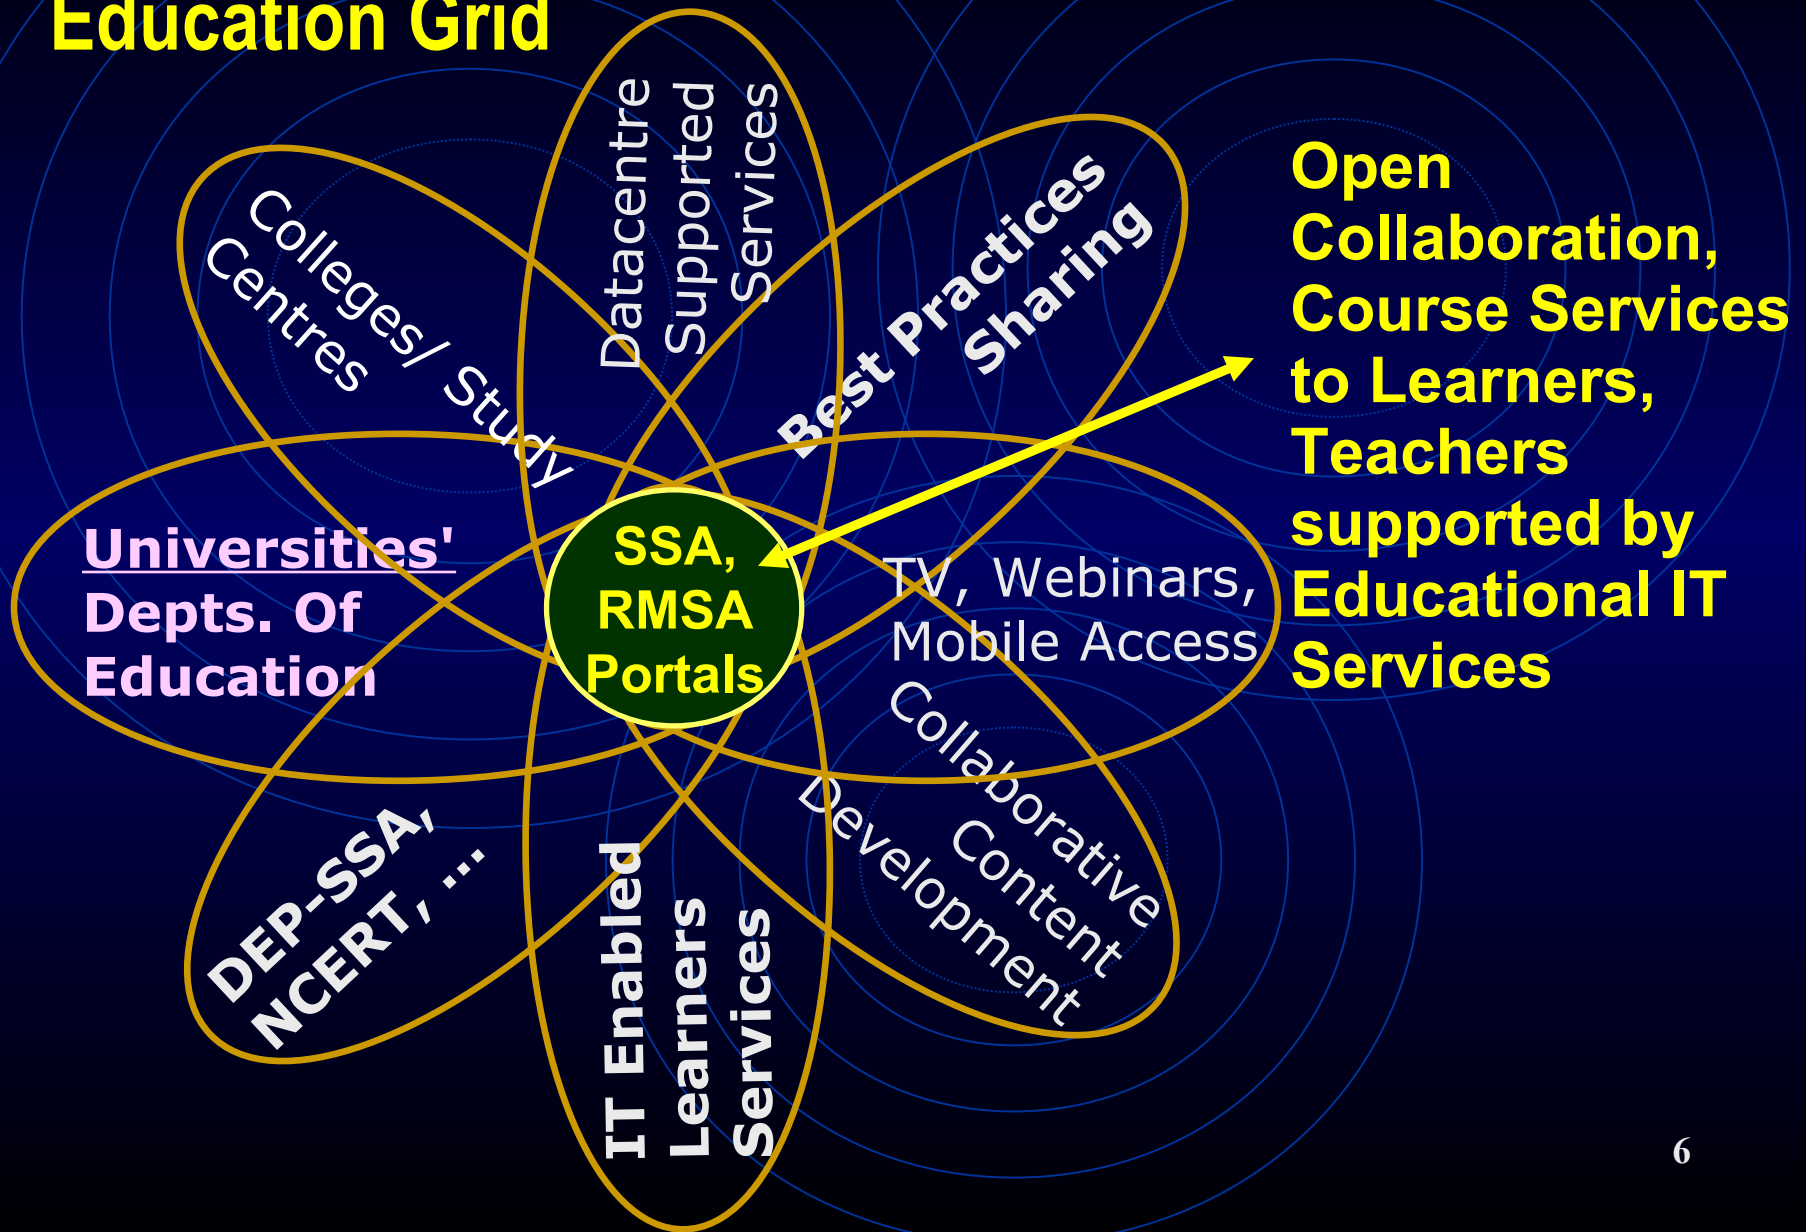 Education Grid
Datacentre
Supported
Services
Colleges/ Study
Centres
Best Practices
Sharing
Open
Collaboration,
Course Services
to Learners,
Teachers
supported by
Educational IT
Services
Universities'
Depts. Of
Education
SSA,
RMSA
Portals
TV, Webinars,
Mobile Access
Collaborative
Content
Development
DEP-SSA,
NCERT, ...
IT Enabled
Learners
Services
6